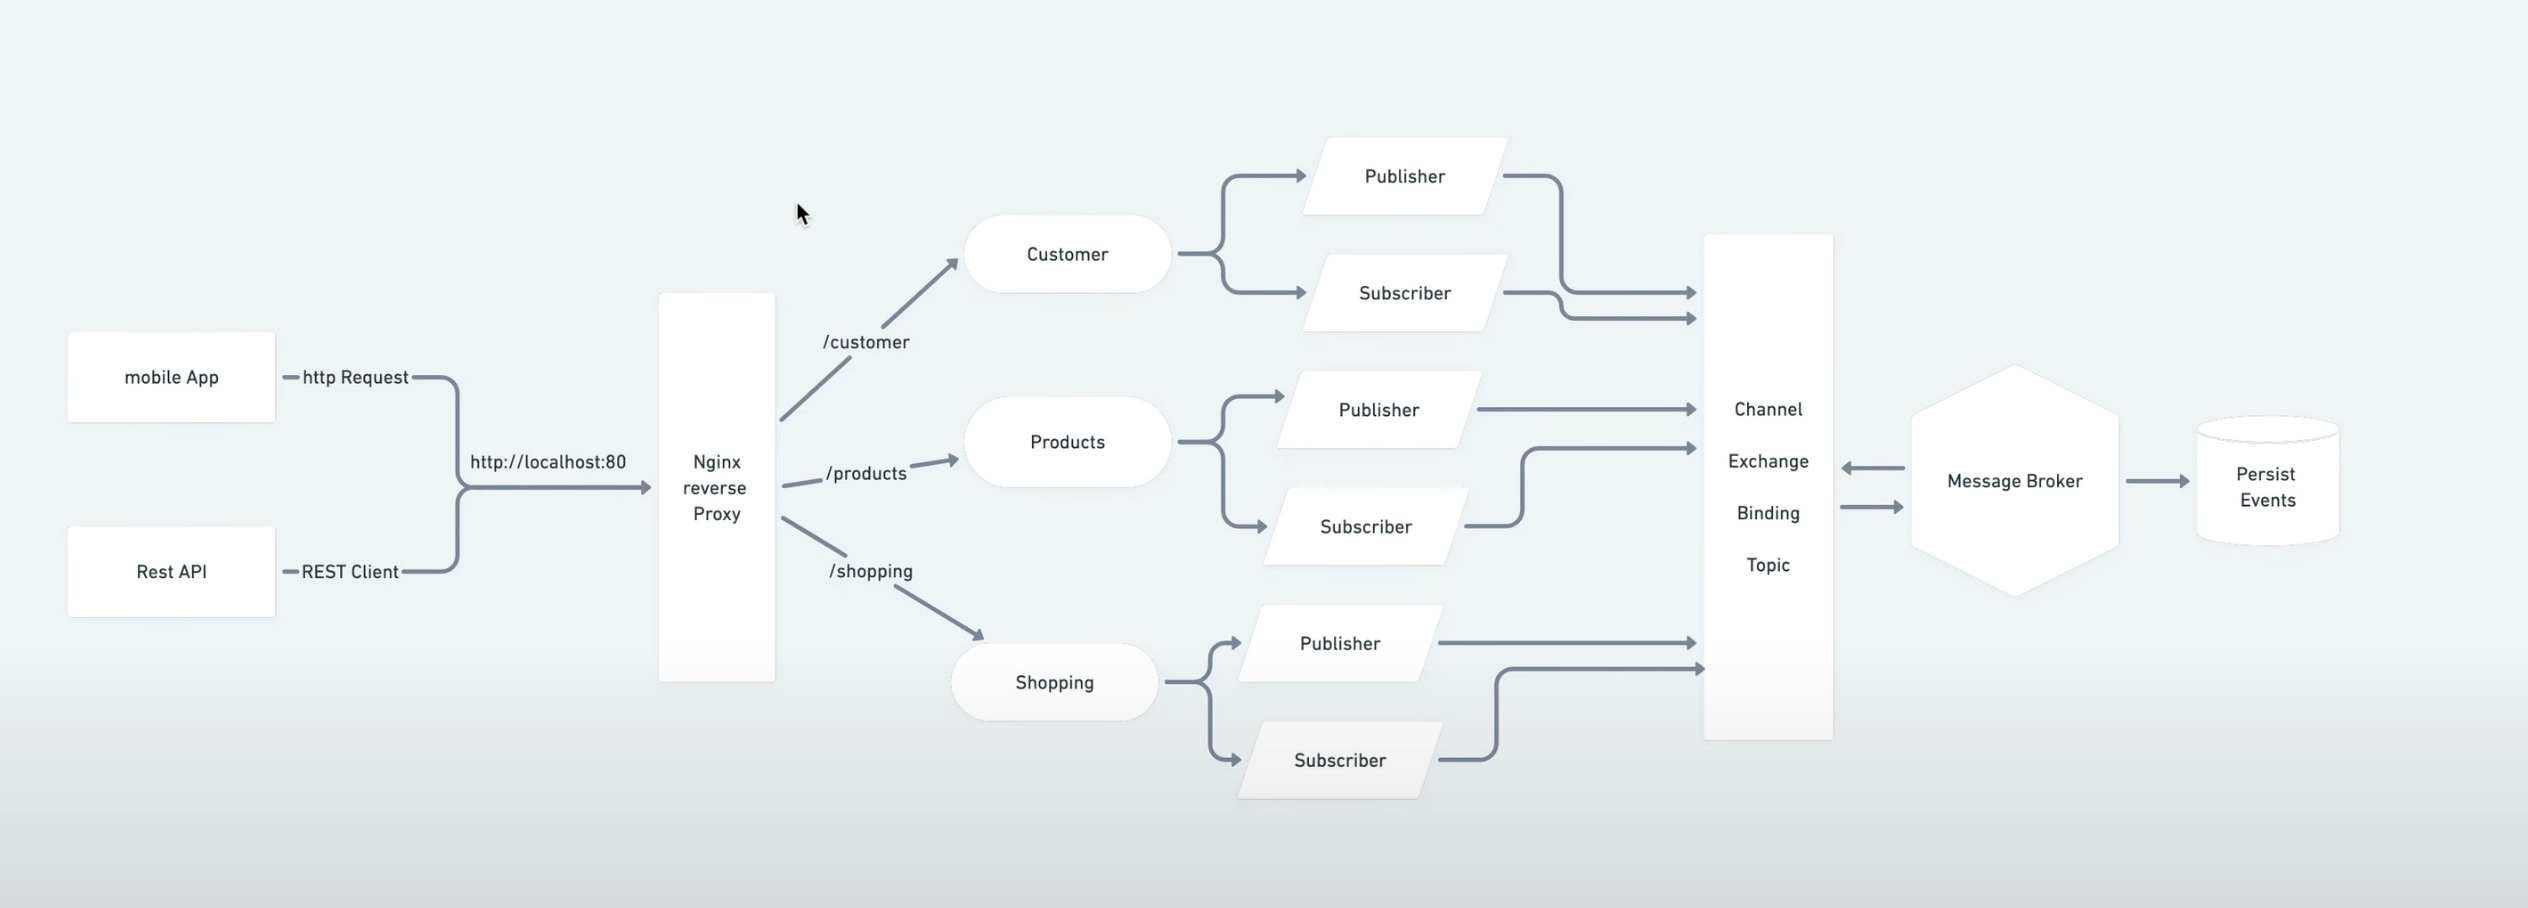 mobile App
http Request
http://localhost:80
Rest API
REST Client
Nginx
reverse
Proxy
/customer
/products
/shopping
Customer
Products
Shopping
Publisher
Subscriber
Publisher
Subscriber
Publisher
Subscriber
Channel
Exchange
Binding
Topic
Message Broker
Persist
Events